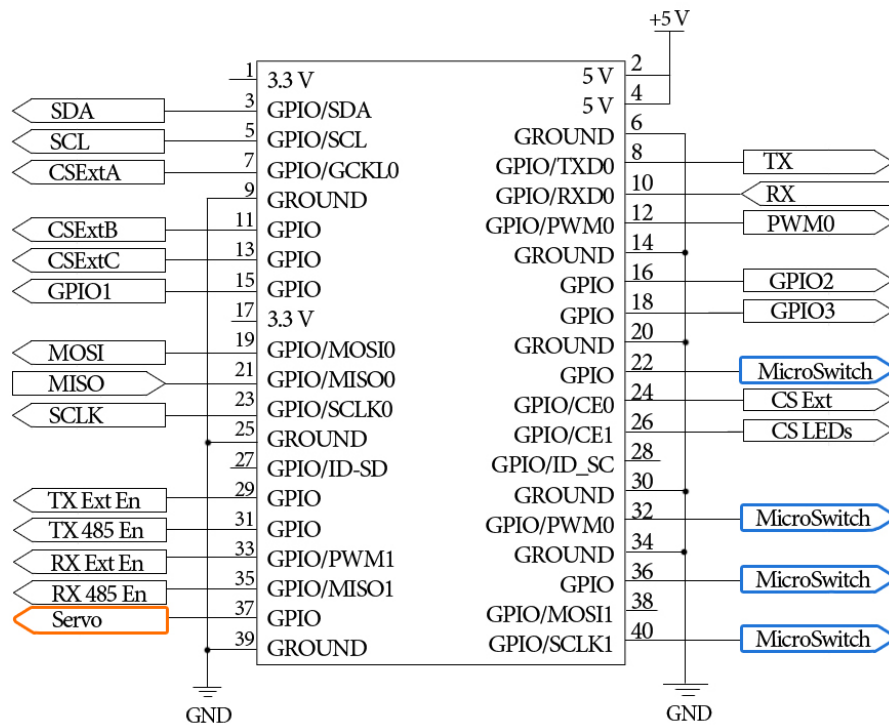 +5 V
1 3.3 V 5 V 2
SDA 3 GPIO/SDA 5 V 4
SCL 5 GPIO/SCL GROUND 6
CSExtA 7 GPIO/GCKL0 GPIO/TXD0 8 TX
9 GROUND GPIO/RXD0 10 RX
CSExtB 11 GPIO GPIO/PWM0 12 PWM0
CSExtC 13 GPIO GROUND 14
GPIO1 15 GPIO GPIO 16 GPIO2
17 3.3 V GPIO 18 GPIO3
MOSI 19 GPIO/MOSI0 GROUND 20
MISO 21 GPIO/MISO0 GPIO 22 MicroSwitch
SCLK 23 GPIO/SCLK0 GPIO/CE0 24 CS Ext
25 GROUND GPIO/CE1 26 CS LEDs
27 GPIO/ID-SD GPIO/ID_SC 28
TX Ext En 29 GPIO GROUND 30
TX 485 En 31 GPIO GPIO/PWM0 32 MicroSwitch
RX Ext En 33 GPIO/PWM1 GROUND 34
RX 485 En 35 GPIO/MISO1 GPIO 36 MicroSwitch
Servo 37 GPIO GPIO/MOSI1 38
39 GROUND GPIO/SCLK1 40 MicroSwitch
GND GND